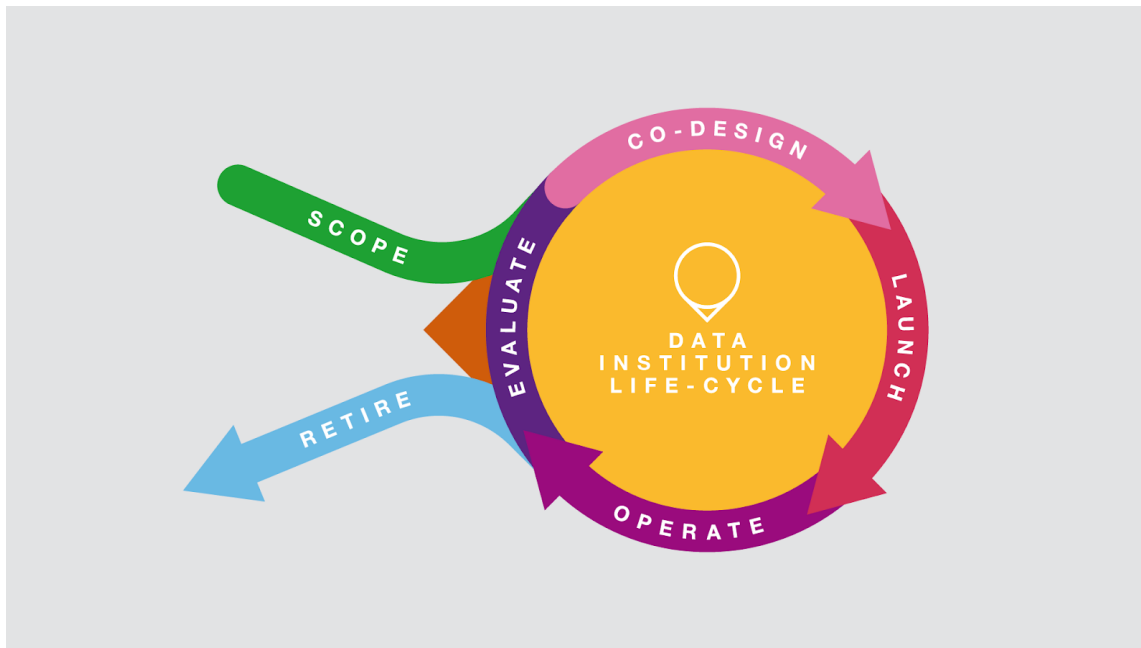 SCOPE
CO-DESIGN
LAUNCH
OPERATE
EVALUATE
RETIRE
DATA
INSTITUTION
LIFE-CYCLE